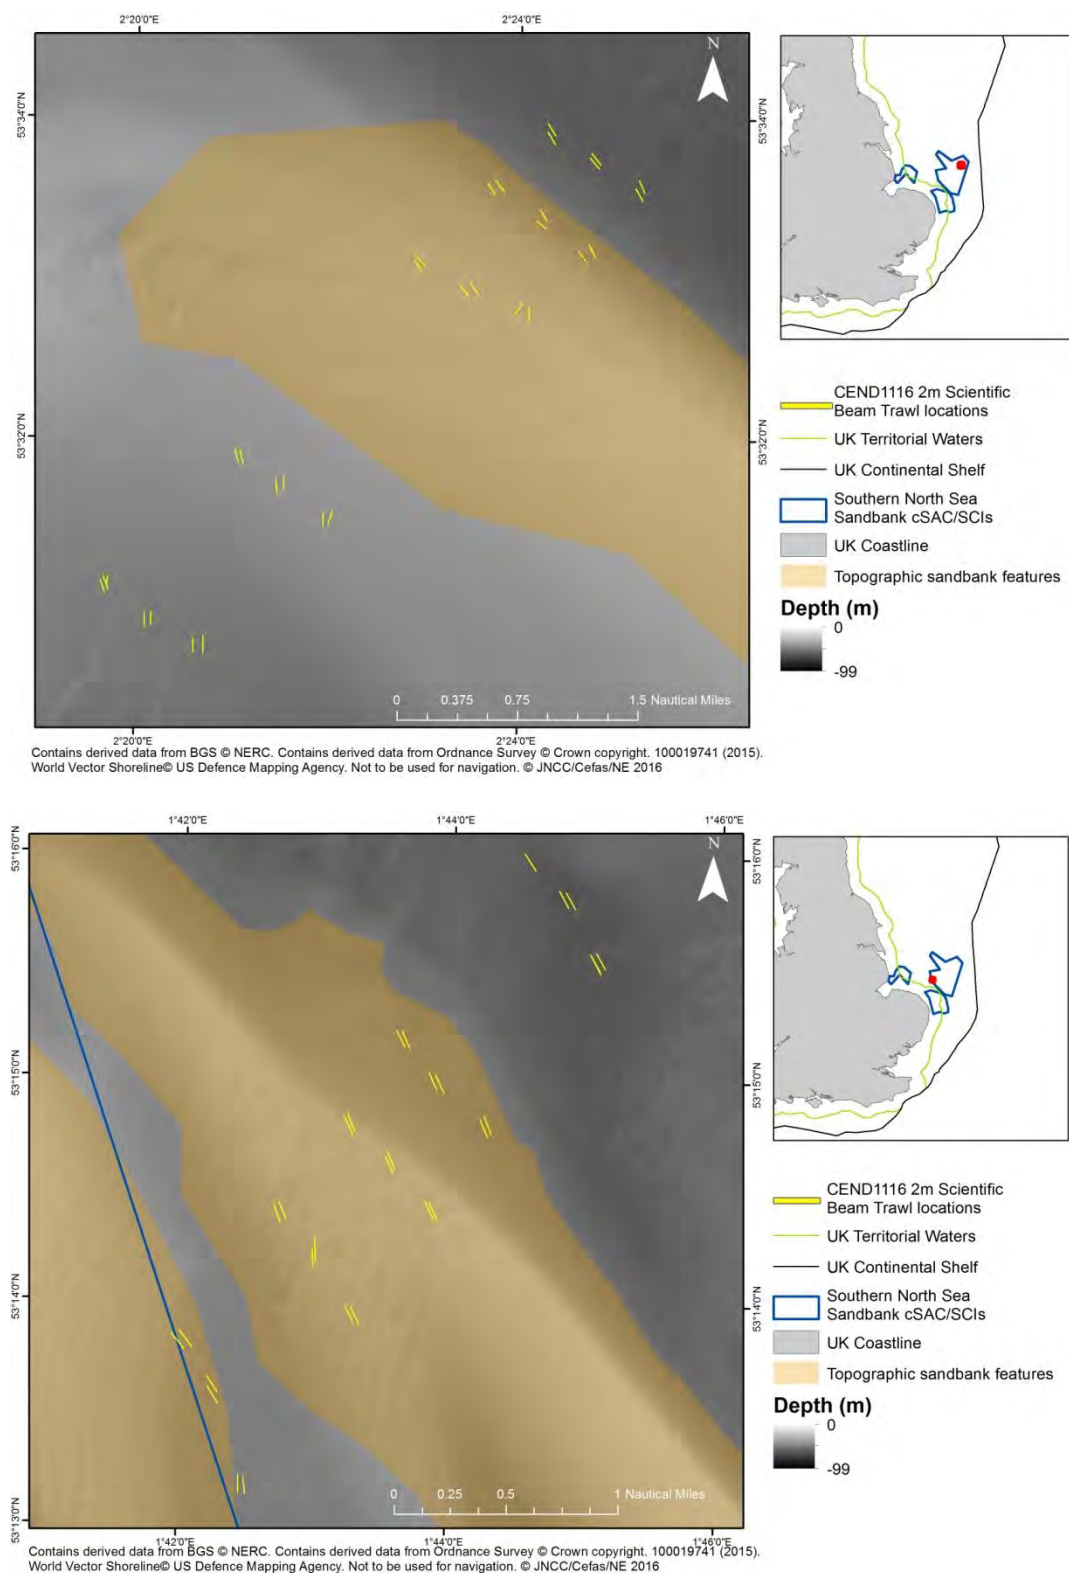 2°20'0"E
2°24'0"E
N
53°34'0"N
53°34'0"N
53°32'0"N
53°32'0"N
0 0.375 0.75 1.5 Nautical Miles
2°20'0"E
2°24'0"E
Contains derived data from BGS © NERC. Contains derived data from Ordnance Survey © Crown copyright. 100019741 (2015).
World Vector Shoreline© US Defence Mapping Agency. Not to be used for navigation. © JNCC/Cefas/NE 2016
CEND1116 2m Scientific
Beam Trawl locations
UK Territorial Waters
UK Continental Shelf
Southern North Sea
Sandbank cSAC/SCIs
UK Coastline
Topographic sandbank features
Depth (m)
0
-99
1°42'0"E
1°44'0"E
1°46'0"E
N
53°16'0"N
53°16'0"N
53°15'0"N
53°15'0"N
53°14'0"N
53°14'0"N
53°13'0"N
0 0.25 0.5 1 Nautical Miles
1°42'0"E
1°44'0"E
1°46'0"E
Contains derived data from BGS © NERC. Contains derived data from Ordnance Survey © Crown copyright. 100019741 (2015).
World Vector Shoreline© US Defence Mapping Agency. Not to be used for navigation. © JNCC/Cefas/NE 2016
CEND1116 2m Scientific
Beam Trawl locations
UK Territorial Waters
UK Continental Shelf
Southern North Sea
Sandbank cSAC/SCIs
UK Coastline
Topographic sandbank features
Depth (m)
0
-99